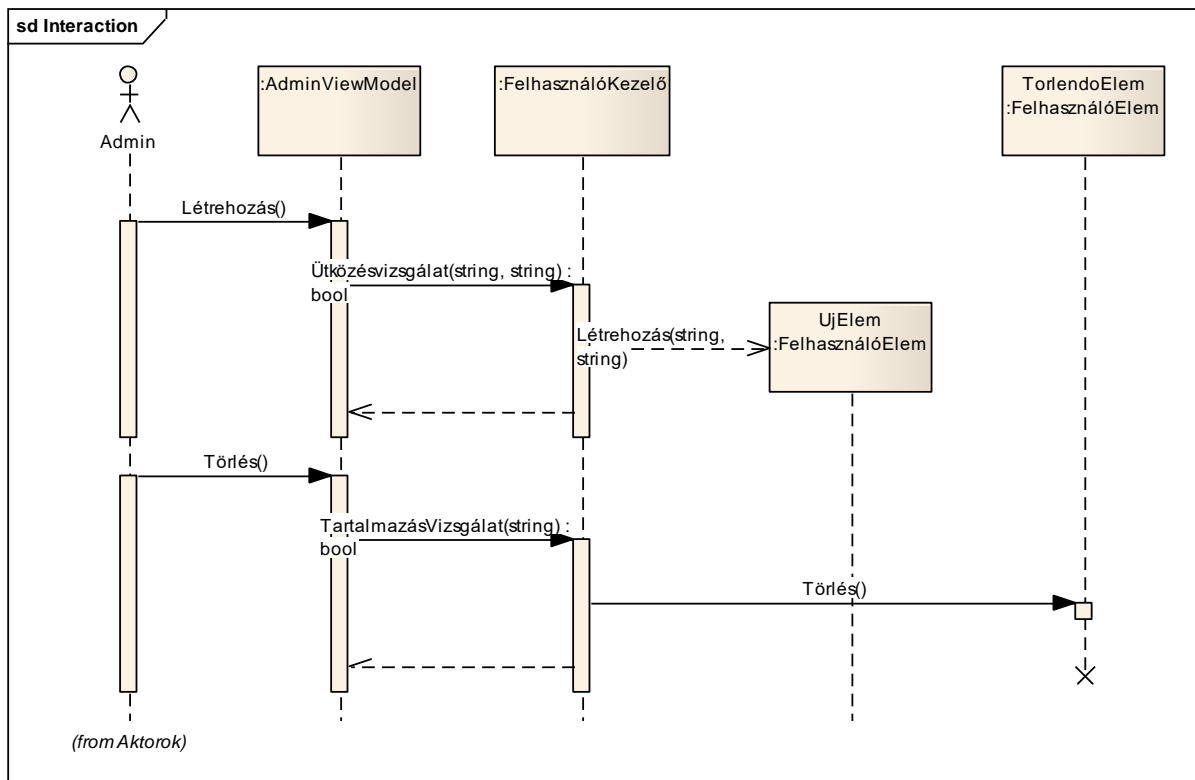 sd Interaction
Admin
:AdminViewModel
:FelhasználóKezelő
TorlendoElem
:FelhasználóElem
Létrehozás()
Ütközésvizsgálat(string, string) :
bool
Létrehozás(string,
string)
UjElem
:FelhasználóElem
Törlés()
TartalmazásVizsgálat(string) :
bool
Törlés()
(from Aktorok)